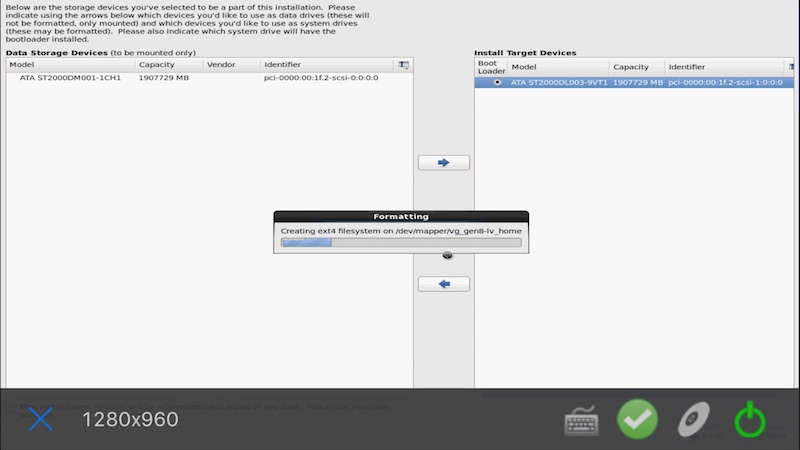 Below are the storage devices you've selected to be a part of this installation. Please
indicate using the arrows below which devices you'd like to use as data drives (these will
not be formatted, only mounted) and which devices you'd like to use as system drives
(these may be formatted). Please also indicate which system drive will have the
bootloader installed.
Data Storage Devices (to be mounted only)
Install Target Devices
Model Capacity Vendor Identifier
Boot
Loader Model Capacity Identifier
ATA ST2000DM001-1CH1 1907729 MB pci-0000:00:1f.2-scsi-0:0:0:0
ATA ST2000DL003-9VT1 1907729 MB pci-0000:00:1f.2-scsi-1:0:0:0
Formatting
Creating ext4 filesystem on /dev/mapper/vg_gen8-lv_home
1280x960